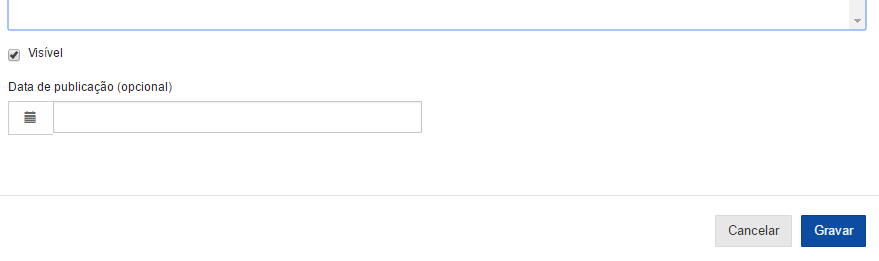 Visível
Data de publicação (opcional)
Cancelar Gravar